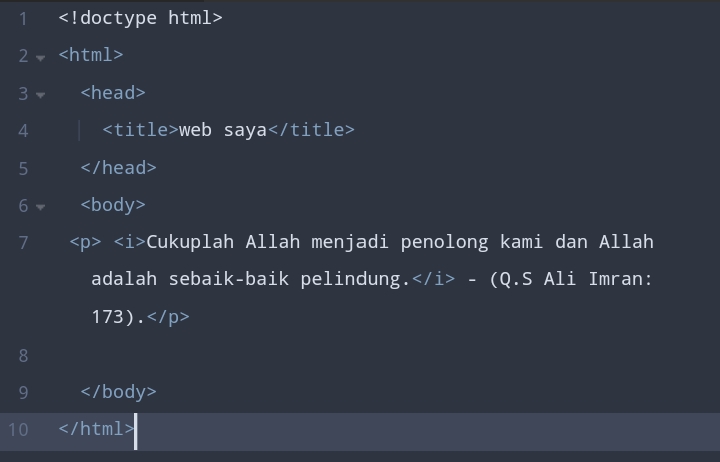 1 <!doctype html>
2 <html>
3 <head>
4 <title>web saya</title>
5 </head>
6 <body>
7 <p> <i>Cukuplah Allah menjadi penolong kami dan Allah
adalah sebaik-baik pelindung.</i> - (Q.S Ali Imran:
173).</p>
8
9 </body>
10 </html>